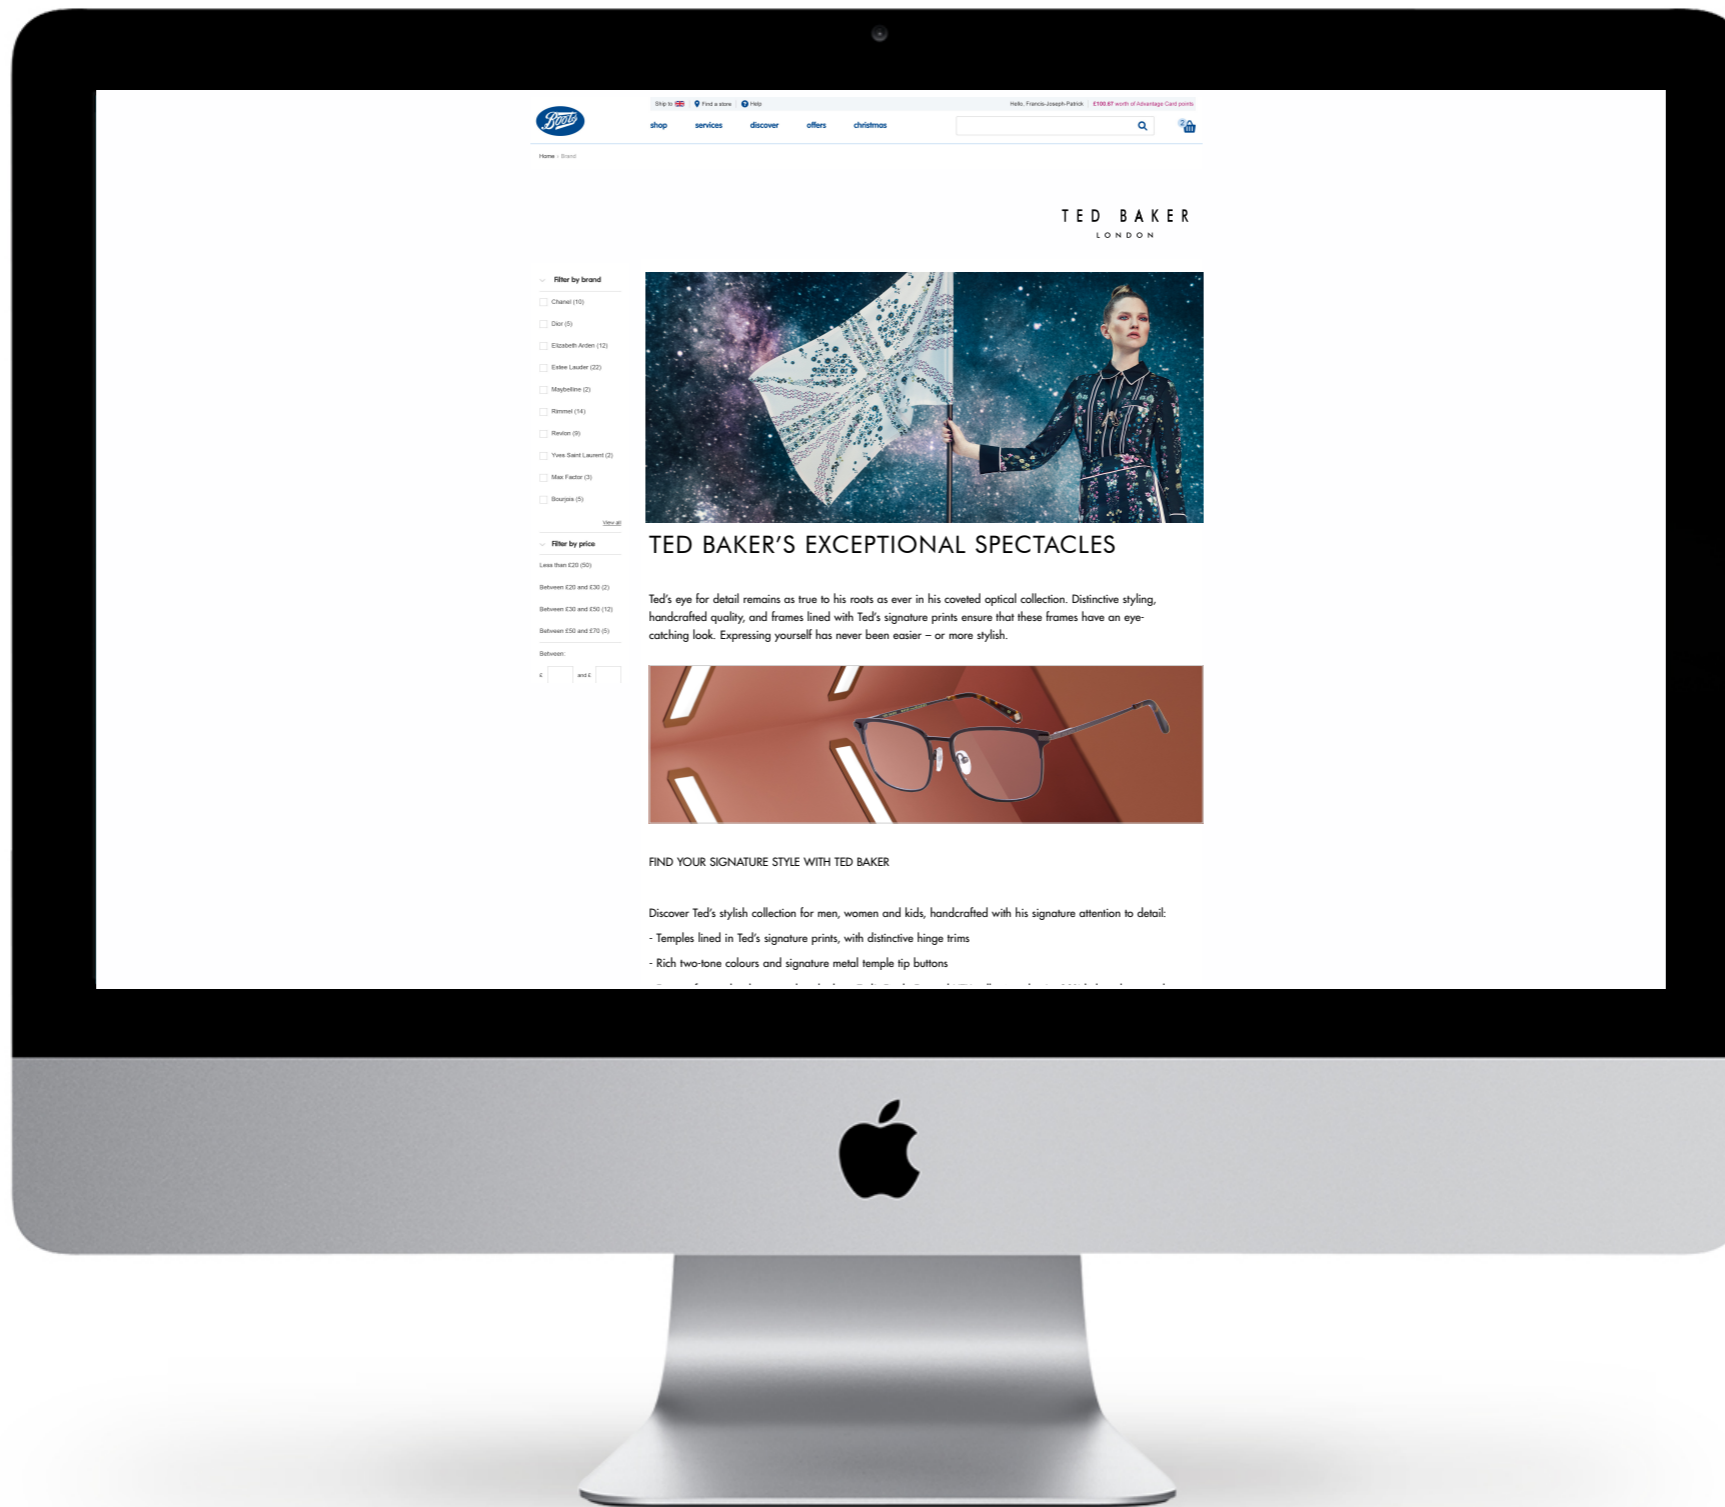 Boots
Ship to Find a store Help
Hello, Francis-Joseph-Patrick £100.67 worth of Advantage Card points
shop services discover offers christmas
2
Home › Brand
TED BAKER
LONDON
Filter by brand
Chanel (10)
Dior (5)
Elizabeth Arden (12)
Estee Lauder (22)
Maybelline (2)
Rimmel (14)
Revlon (9)
Yves Saint Laurent (2)
Max Factor (3)
Bourjois (5)
View all
Filter by price
Less than £20 (50)
Between £20 and £30 (2)
Between £30 and £50 (12)
Between £50 and £70 (5)
Between:
£ and £
TED BAKER’S EXCEPTIONAL SPECTACLES
Ted’s eye for detail remains as true to his roots as ever in his coveted optical collection. Distinctive styling,
handcrafted quality, and frames lined with Ted’s signature prints ensure that these frames have an eye-
catching look. Expressing yourself has never been easier – or more stylish.
FIND YOUR SIGNATURE STYLE WITH TED BAKER
Discover Ted’s stylish collection for men, women and kids, handcrafted with his signature attention to detail:
- Temples lined in Ted’s signature prints, with distinctive hinge trims
- Rich two-tone colours and signature metal temple tip buttons